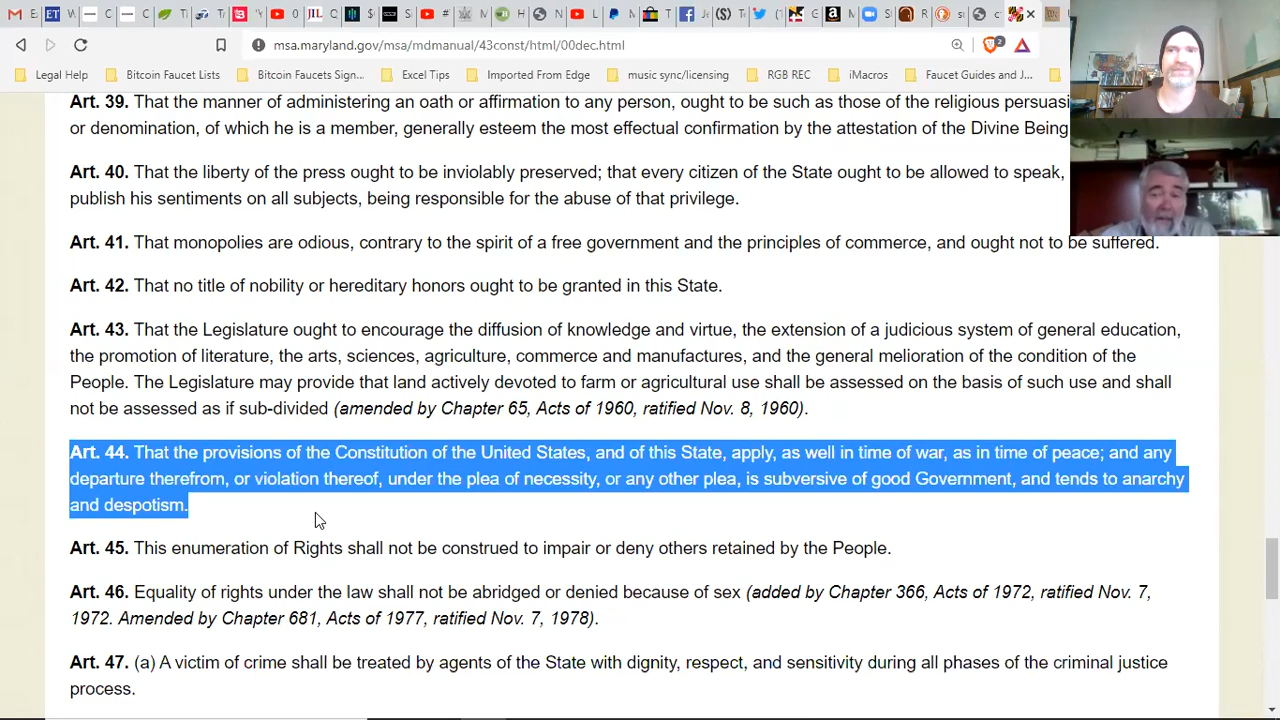 E
ET
W
C
C
T
T
Y
0
JIL
C
$
S
#
M
H
N
L
M
T
(S)
T
T
G
M
S
R
c
X
msa.maryland.gov/msa/mdmanual/43const/html/00dec.html
2
Legal Help
Bitcoin Faucet Lists
Bitcoin Faucets Sign...
Excel Tips
Imported From Edge
music sync/licensing
RGB REC
iMacros
Faucet Guides and J...
Art. 39. That the manner of administering an oath or affirmation to any person, ought to be such as those of the religious
or denomination, of which he is a member, generally esteem the most effectual confirmation by the attestation of the Divine Being
Art. 40. That the liberty of the press ought to be inviolably preserved; that every citizen of the State ought to be allowed to speak,
publish his sentiments on all subjects, being responsible for the abuse of that privilege.
Art. 41. That monopolies are odious, contrary to the spirit of a free government and the principles of commerce, and ought not to be suffered.
Art. 42. That no title of nobility or hereditary honors ought to be granted in this State.
Art. 43. That the Legislature ought to encourage the diffusion of knowledge and virtue, the extension of a judicious system of general education,
the promotion of literature, the arts, sciences, agriculture, commerce and manufactures, and the general melioration of the condition of the
People. The Legislature may provide that land actively devoted to farm or agricultural use shall be assessed on the basis of such use and shall
not be assessed as if sub-divided (amended by Chapter 65, Acts of 1960, ratified Nov. 8, 1960).
Art. 44. That the provisions of the Constitution of the United States, and of this State, apply, as well in time of war, as in time of peace; and any
departure therefrom, or violation thereof, under the plea of necessity, or any other plea, is subversive of good Government, and tends to anarchy
and despotism.
Art. 45. This enumeration of Rights shall not be construed to impair or deny others retained by the People.
Art. 46. Equality of rights under the law shall not be abridged or denied because of sex (added by Chapter 366, Acts of 1972, ratified Nov. 7,
1972. Amended by Chapter 681, Acts of 1977, ratified Nov. 7, 1978).
Art. 47. (a) A victim of crime shall be treated by agents of the State with dignity, respect, and sensitivity during all phases of the criminal justice
process.